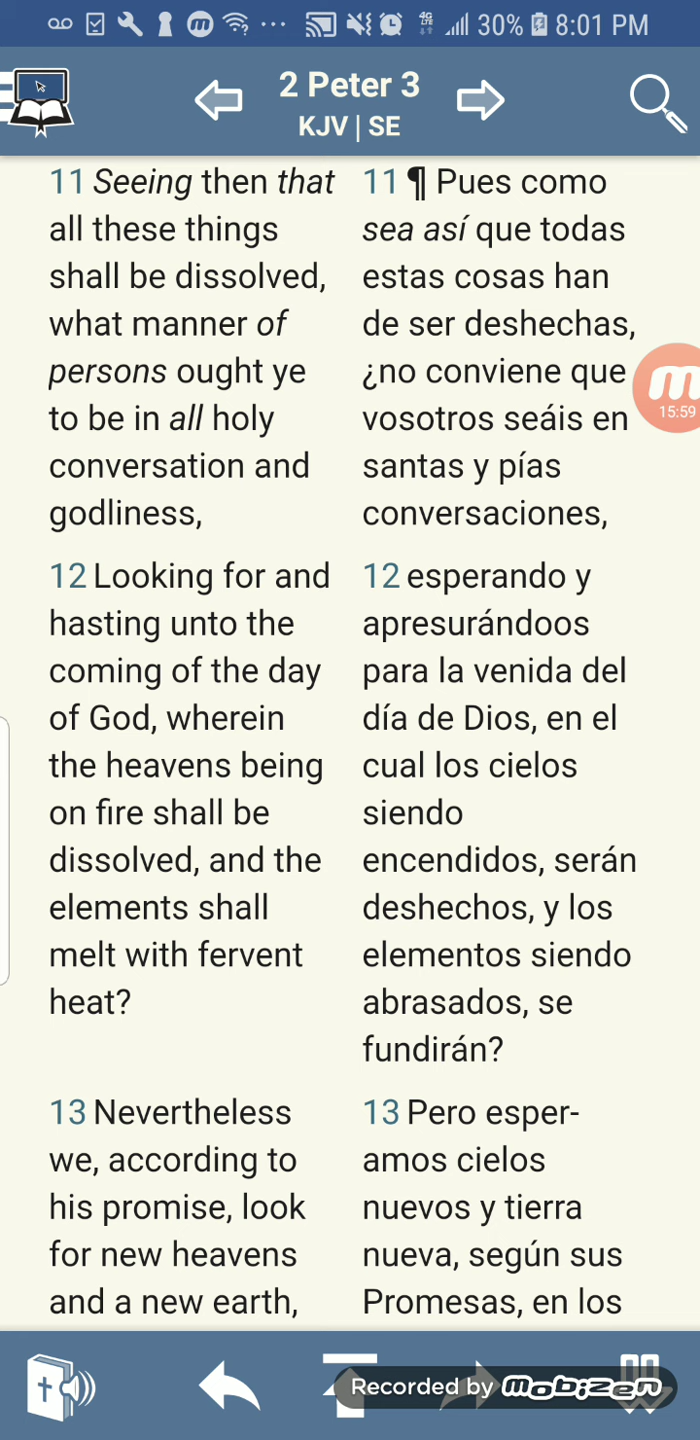 30% 8:01 PM
2 Peter 3
KJV | SE
11 Seeing then that
all these things
shall be dissolved,
what manner of
persons ought ye
to be in all holy
conversation and
godliness,
12 Looking for and
hasting unto the
coming of the day
of God, wherein
the heavens being
on fire shall be
dissolved, and the
elements shall
melt with fervent
heat?
13 Nevertheless
we, according to
his promise, look
for new heavens
and a new earth,
11 ¶ Pues como
sea así que todas
estas cosas han
de ser deshechas,
¿no conviene que
vosotros seáis en
santas y pías
conversaciones,
12 esperando y
apresurándoos
para la venida del
día de Dios, en el
cual los cielos
siendo
encendidos, serán
deshechos, y los
elementos siendo
abrasados, se
fundirán?
13 Pero esper-
amos cielos
nuevos y tierra
nueva, según sus
Promesas, en los
m
15:59
Recorded by mobizen